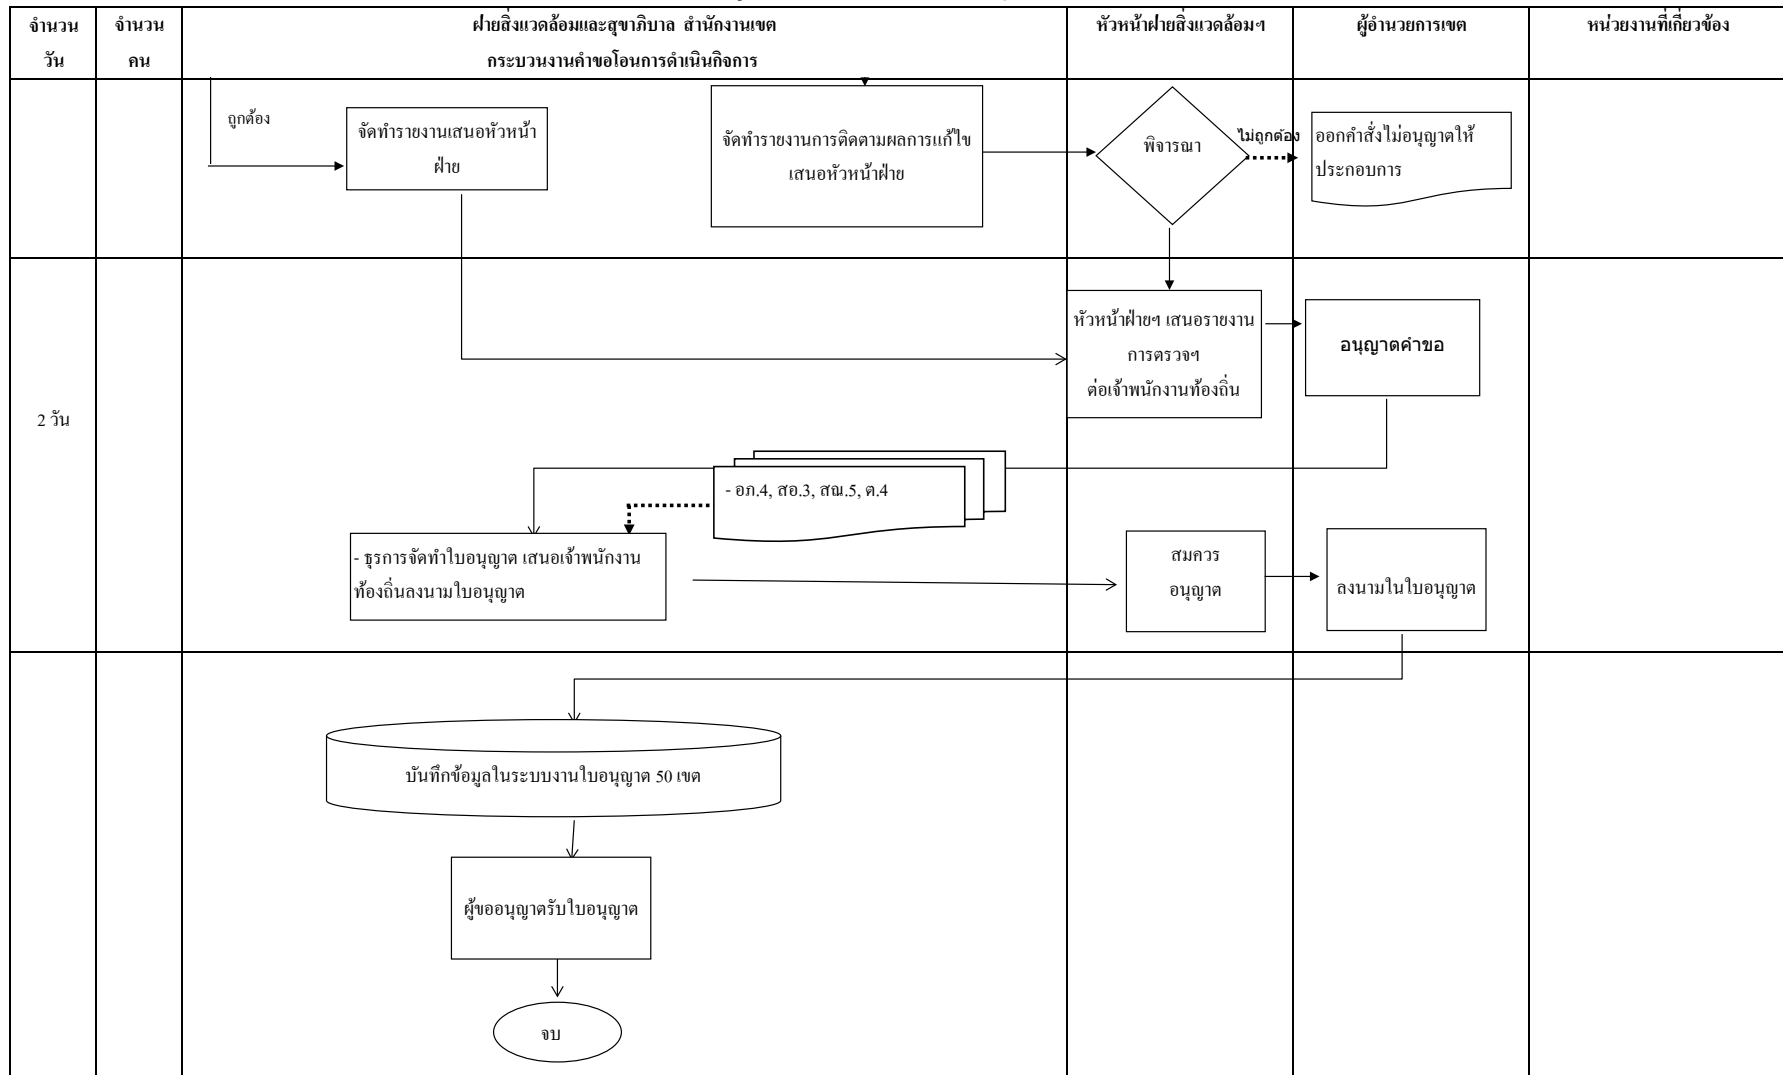 จำนวน
วัน
จำนวน
คน
ฝ่ายสิ่งแวดล้อมและสุขาภิบาล สำนักงานเขต
กระบวนงานคำขอโอนการดำเนินกิจการ
หัวหน้าฝ่ายสิ่งแวดล้อมฯ
ผู้อำนวยการเขต
หน่วยงานที่เกี่ยวข้อง
ถูกต้อง
จัดทำรายงานเสนอหัวหน้า
ฝ่าย
จัดทำรายงานการติดตามผลการแก้ไข
เสนอหัวหน้าฝ่าย
พิจารณา
ไม่ถูกต้อง
ออกคำสั่งไม่อนุญาตให้
ประกอบการ
2 วัน
หัวหน้าฝ่ายฯ เสนอรายงาน
การตรวจฯ
ต่อเจ้าพนักงานท้องถิ่น
อนุญาตคำขอ
- อภ.4, สอ.3, สณ.5, ต.4
- ธุรการจัดทำใบอนุญาต เสนอเจ้าพนักงาน
ท้องถิ่นลงนามใบอนุญาต
สมควร
อนุญาต
ลงนามในใบอนุญาต
บันทึกข้อมูลในระบบงานใบอนุญาต 50 เขต
ผู้ขออนุญาตรับใบอนุญาต
จบ